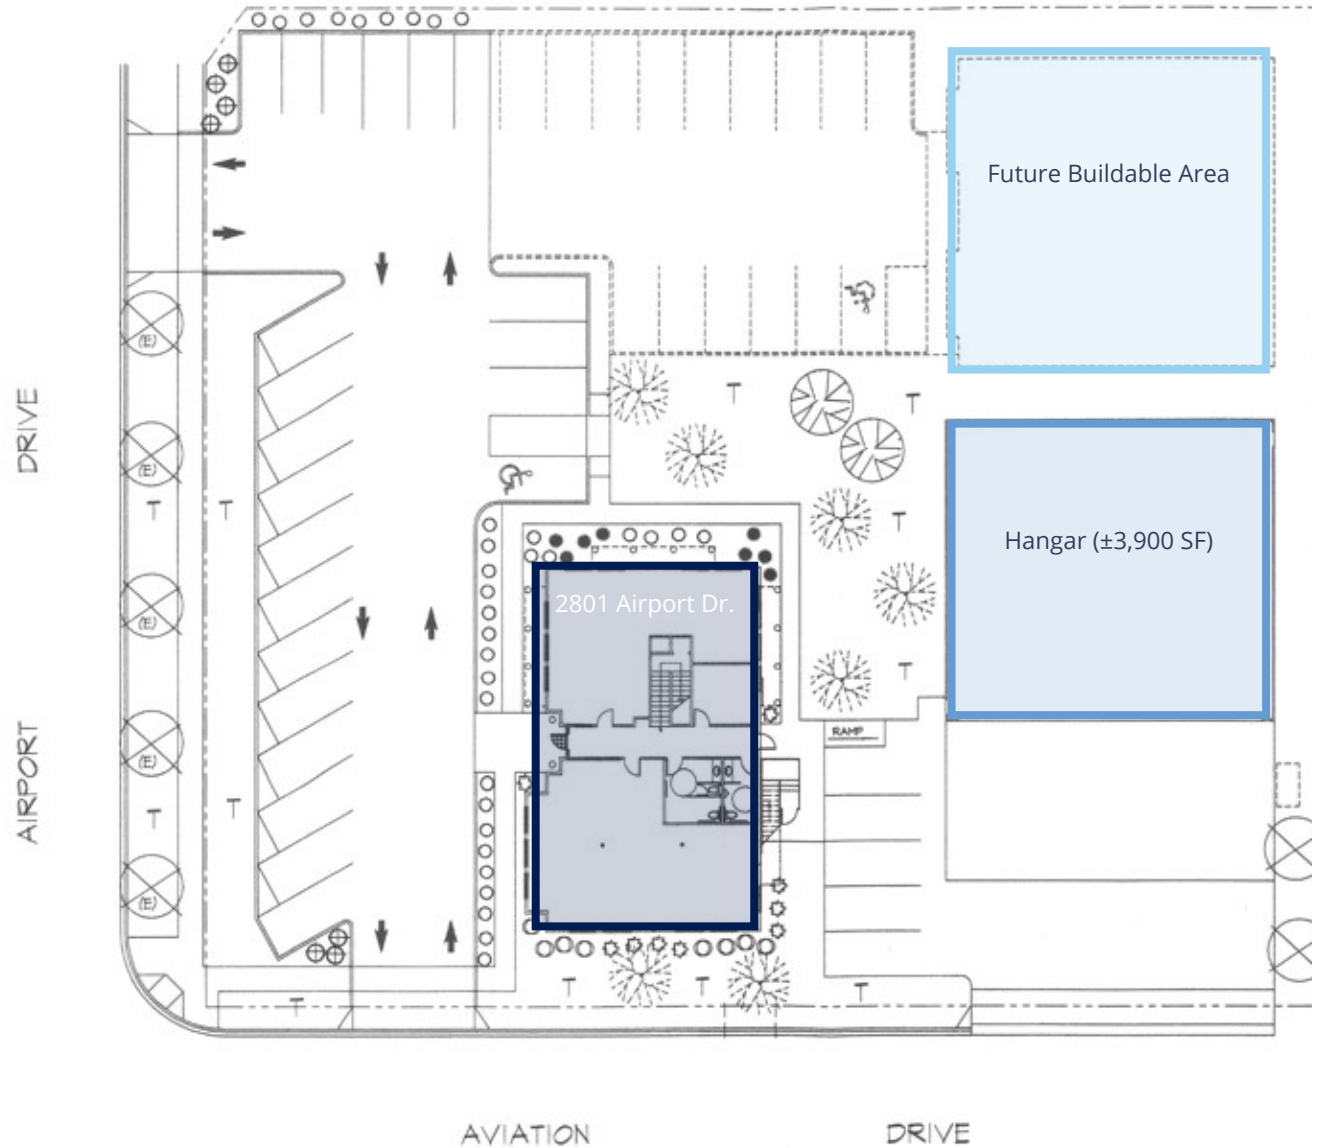 Future Buildable Area
(E)
DRIVE
(E)
T
T
T
T
T
T
Hangar (±3,900 SF)
2801 Airport Dr.
(E)
T
AIRPORT
RAMP
(E)
T
T
(E)
T
T
T
T
AVIATION DRIVE